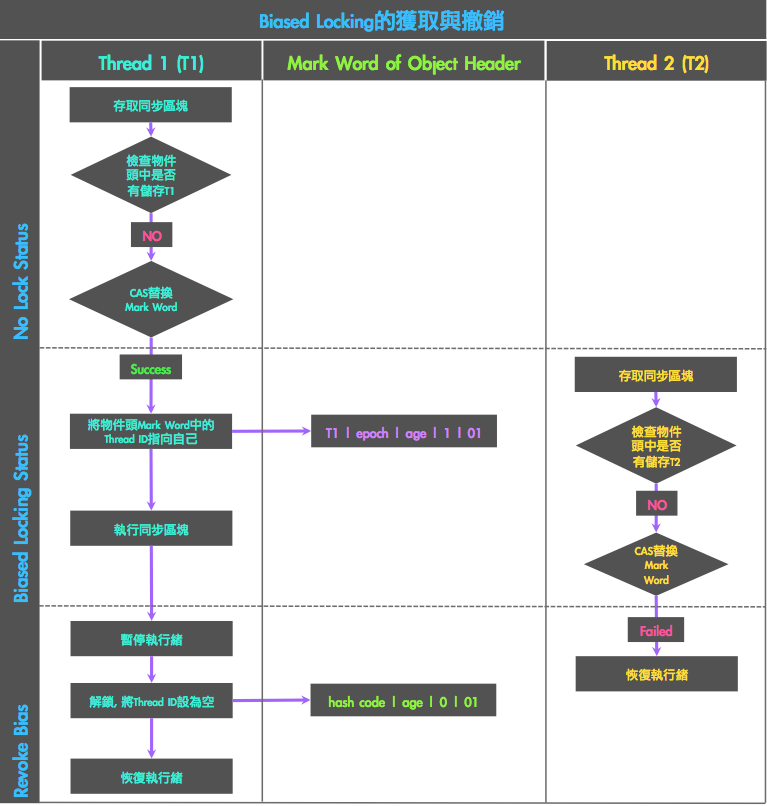 Biased Locking的獲取與撤銷
Thread 1 (T1)
Mark Word of Object Header
Thread 2 (T2)
No Lock Status
存取同步區塊
檢查物件
頭中是否
有儲存T1
NO
CAS替換
Mark Word
Biased Locking Status
Success
將物件頭Mark Word中的
Thread ID指向自己
T1 | epoch | age | 1 | 01
執行同步區塊
存取同步區塊
檢查物件
頭中是否
有儲存T2
NO
CAS替換
Mark
Word
Revoke Bias
暫停執行緒
解鎖, 將Thread ID設為空
hash code | age | 0 | 01
恢復執行緒
Failed
恢復執行緒